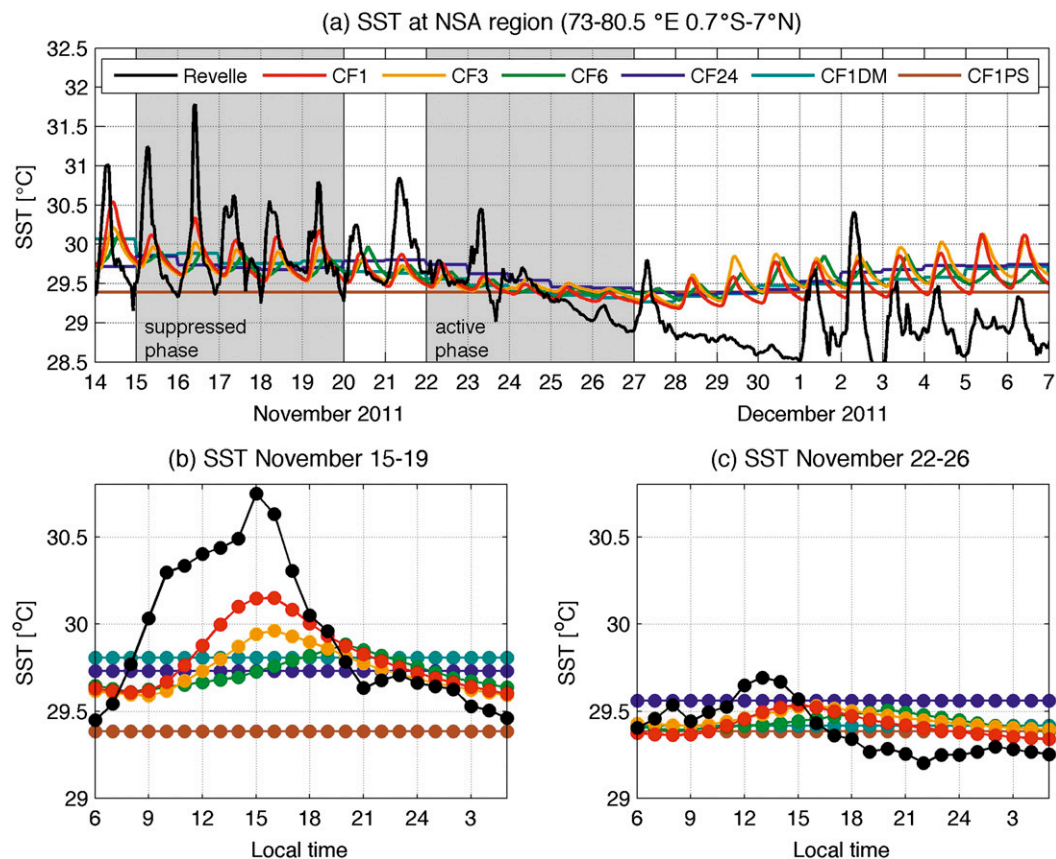 (a) SST at NSA region (73-80.5 °E 0.7°S-7°N)
32.5
32
31.5
31
30.5
30
29.5
29
28.5
SST [°C]
Revelle CF1 CF3 CF6 CF24 CF1DM CF1PS
suppressed
phase
active
phase
14 15 16 17 18 19 20 21 22 23 24 25 26 27 28 29 30 1 2 3 4 5 6 7
November 2011 December 2011
(b) SST November 15-19
30.5
30
29.5
29
SST [°C]
6 9 12 15 18 21 24 3
Local time
(c) SST November 22-26
30.5
30
29.5
29
SST [°C]
6 9 12 15 18 21 24 3
Local time